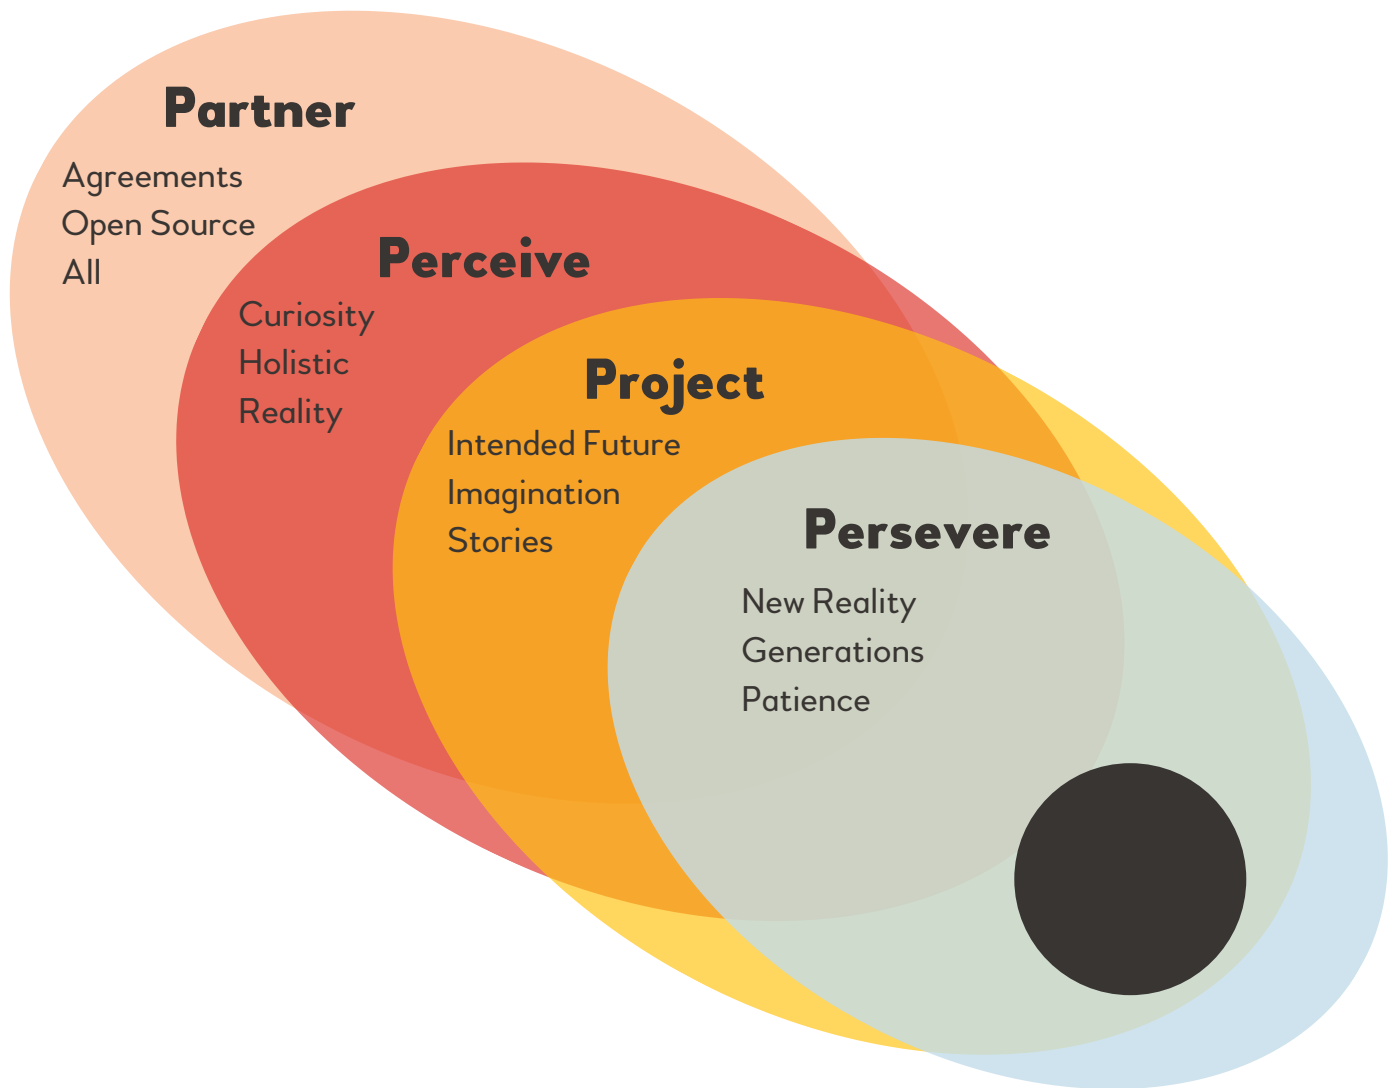 Partner
Agreements
Open Source
All
Perceive
Curiosity
Holistic
Reality
Project
Intended Future
Imagination
Stories
Persevere
New Reality
Generations
Patience